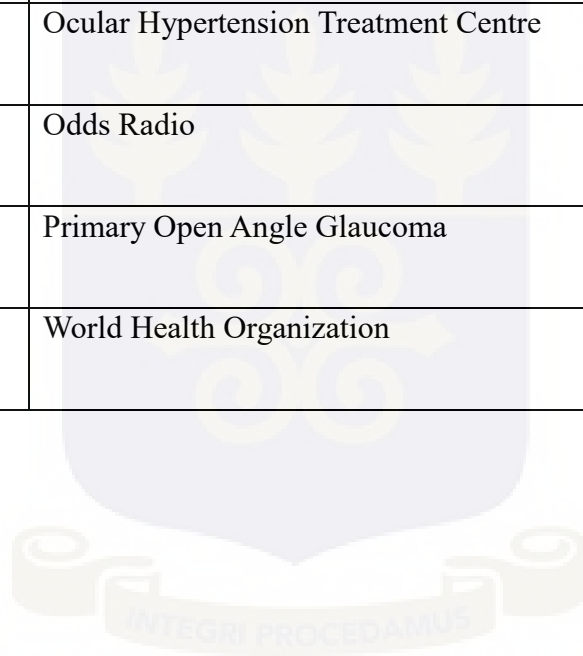 Ocular Hypertension Treatment Centre
Odds Radio
Primary Open Angle Glaucoma
World Health Organization
INTEGRI PROCEDAMUS